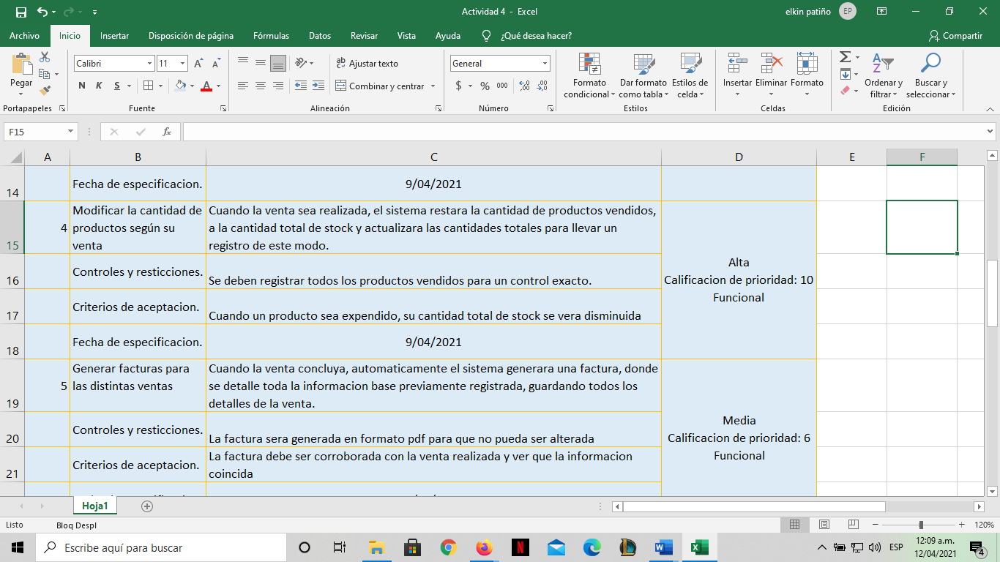 Actividad 4 - Excel
elkin patiño
EP
Archivo
Inicio
Insertar
Disposición de página
Fórmulas
Datos
Revisar
Vista
Ayuda
¿Qué desea hacer?
Compartir
Pegar
Calibri
11
N K S
Ajustar texto
Combinar y centrar
General
$ % 000
Formato
condicional
Dar formato
como tabla
Estilos de
celda
Insertar
Eliminar
Formato
Ordenar y
filtrar
Buscar y
seleccionar
Portapapeles
Fuente
Alineación
Número
Estilos
Celdas
Edición
F15
fx
A B C D E F
14
Fecha de especificacion.
9/04/2021
15
4
Modificar la cantidad de
productos según su
venta
Cuando la venta sea realizada, el sistema restara la cantidad de productos vendidos,
a la cantidad total de stock y actualizara las cantidades totales para llevar un
registro de este modo.
Alta
Calificacion de prioridad: 10
Funcional
16
Controles y resticciones.
Se deben registrar todos los productos vendidos para un control exacto.
17
Criterios de aceptacion.
Cuando un producto sea expendido, su cantidad total de stock se vera disminuida
18
Fecha de especificacion.
9/04/2021
19
5
Generar facturas para
las distintas ventas
Cuando la venta concluya, automaticamente el sistema generara una factura, donde
se detalle toda la informacion base previamente registrada, guardando todos los
detalles de la venta.
Media
Calificacion de prioridad: 6
Funcional
20
Controles y resticciones.
La factura sera generada en formato pdf para que no pueda ser alterada
21
Criterios de aceptacion.
La factura debe ser corroborada con la venta realizada y ver que la informacion
coincida
Hoja1
Listo
Bloq Despl
120%
Escribe aquí para buscar
ESP
12:09 a.m.
12/04/2021
4